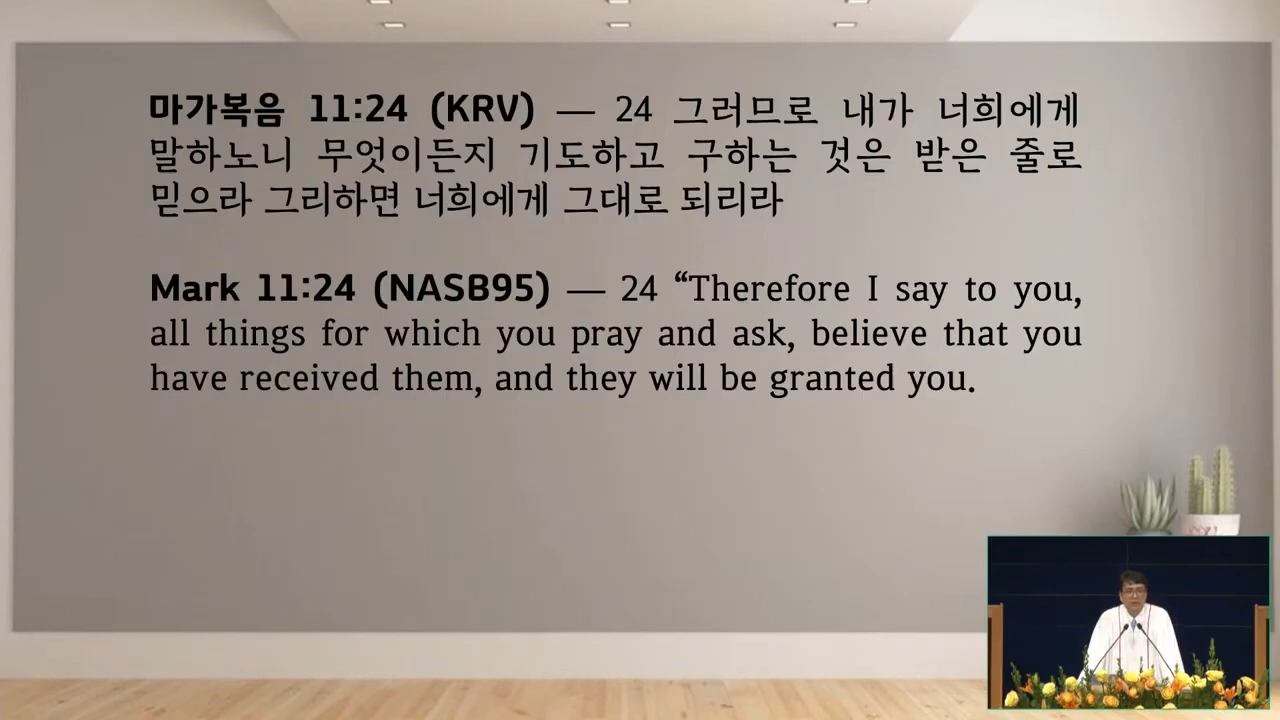 마가복음 11:24 (KRV) — 24 그러므로 내가 너희에게
말하노니 무엇이든지 기도하고 구하는 것은 받은 줄로
믿으라 그리하면 너희에게 그대로 되리라
Mark 11:24 (NASB95) — 24 “Therefore I say to you,
all things for which you pray and ask, believe that you
have received them, and they will be granted you.